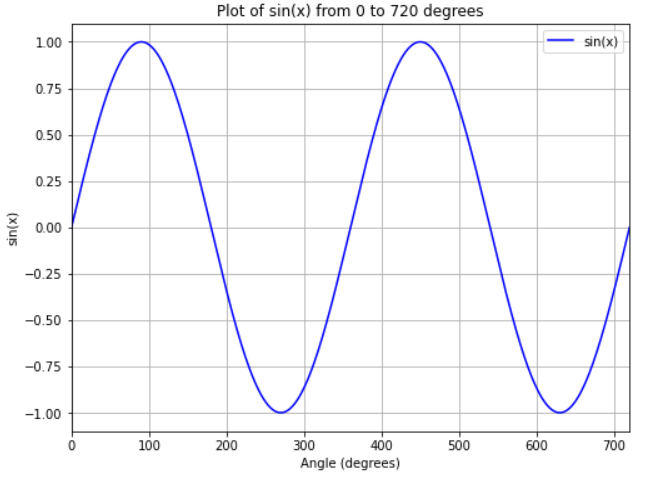 Plot of sin(x) from 0 to 720 degrees
sin(x)
1.00
0.75
0.50
0.25
0.00
−0.25
−0.50
−0.75
−1.00
sin(x)
0 100 200 300 400 500 600 700
Angle (degrees)